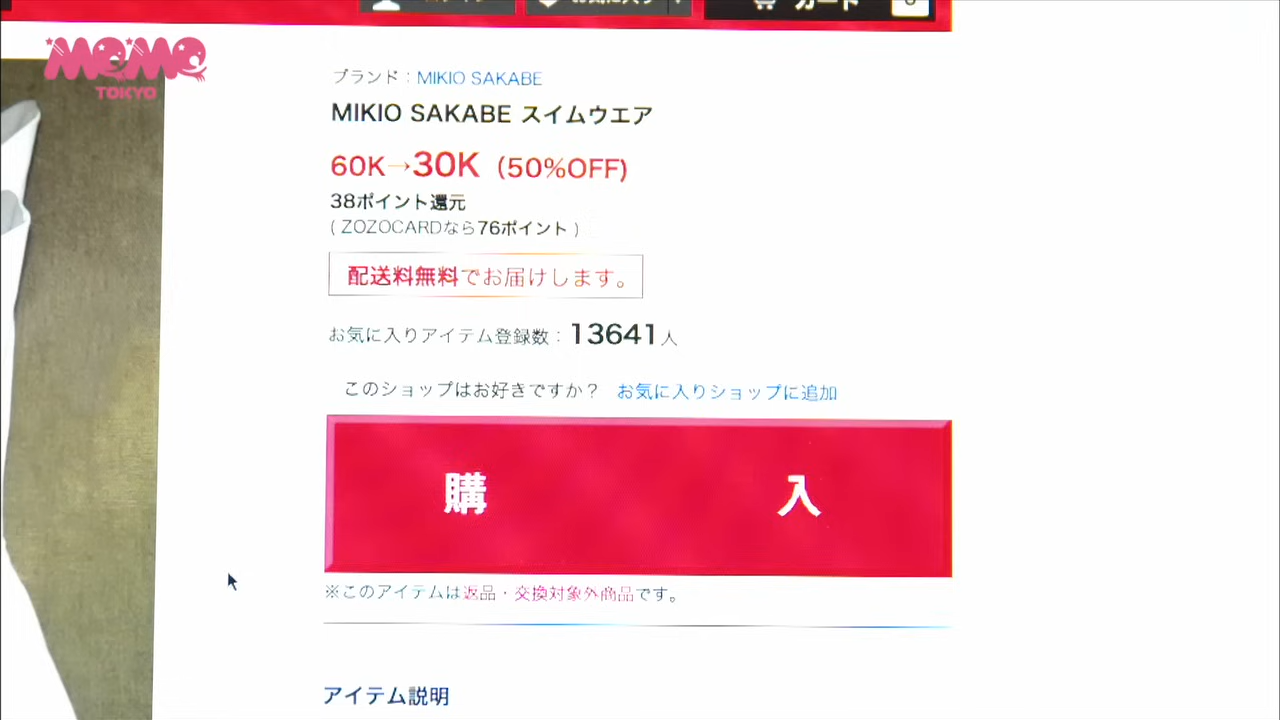 カート
MOMO
TOKYO
ブランド：MIKIO SAKABE
MIKIO SAKABE スイムウエア
60K→30K (50%OFF)
38ポイント還元
( ZOZOCARDなら76ポイント )
配送料無料でお届けします。
お気に入りアイテム登録数：13641人
このショップはお好きですか？ お気に入りショップに追加
購 入
※このアイテムは返品・交換対象外商品です。
アイテム説明